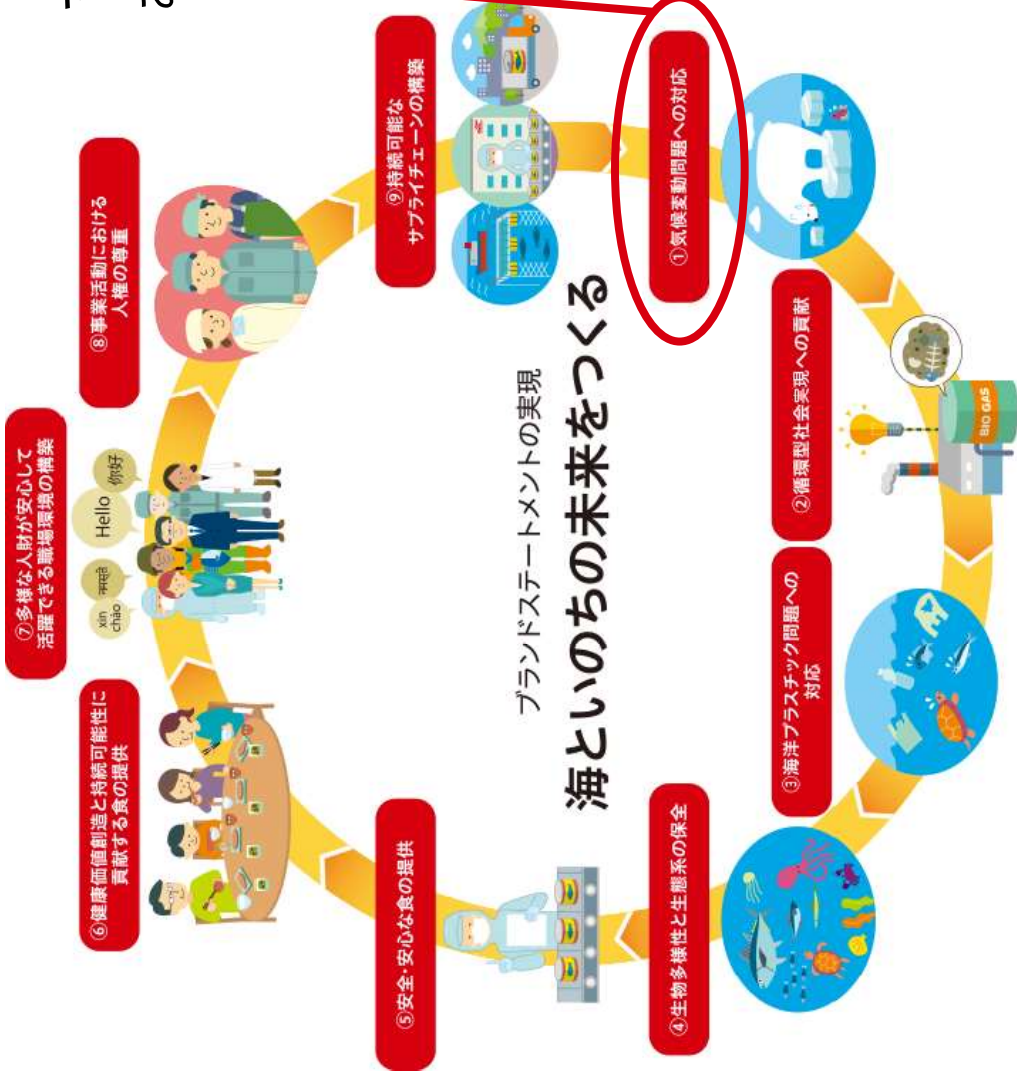 ブランドステートメントの実現
海といのちの未来をつくる
①気候変動問題への対応
②循環型社会実現への貢献
BIO GAS
③海洋プラスチック問題への
対応
④生物多様性と生態系の保全
⑤安全・安心な食の提供
⑥健康価値創造と持続可能性に
貢献する食の提供
⑦多様な人財が安心して
活躍できる職場環境の構築
xin
chào
नमस्ते
Hello
你好
⑧事業活動における
人権の尊重
⑨持続可能な
サプライチェーンの構築